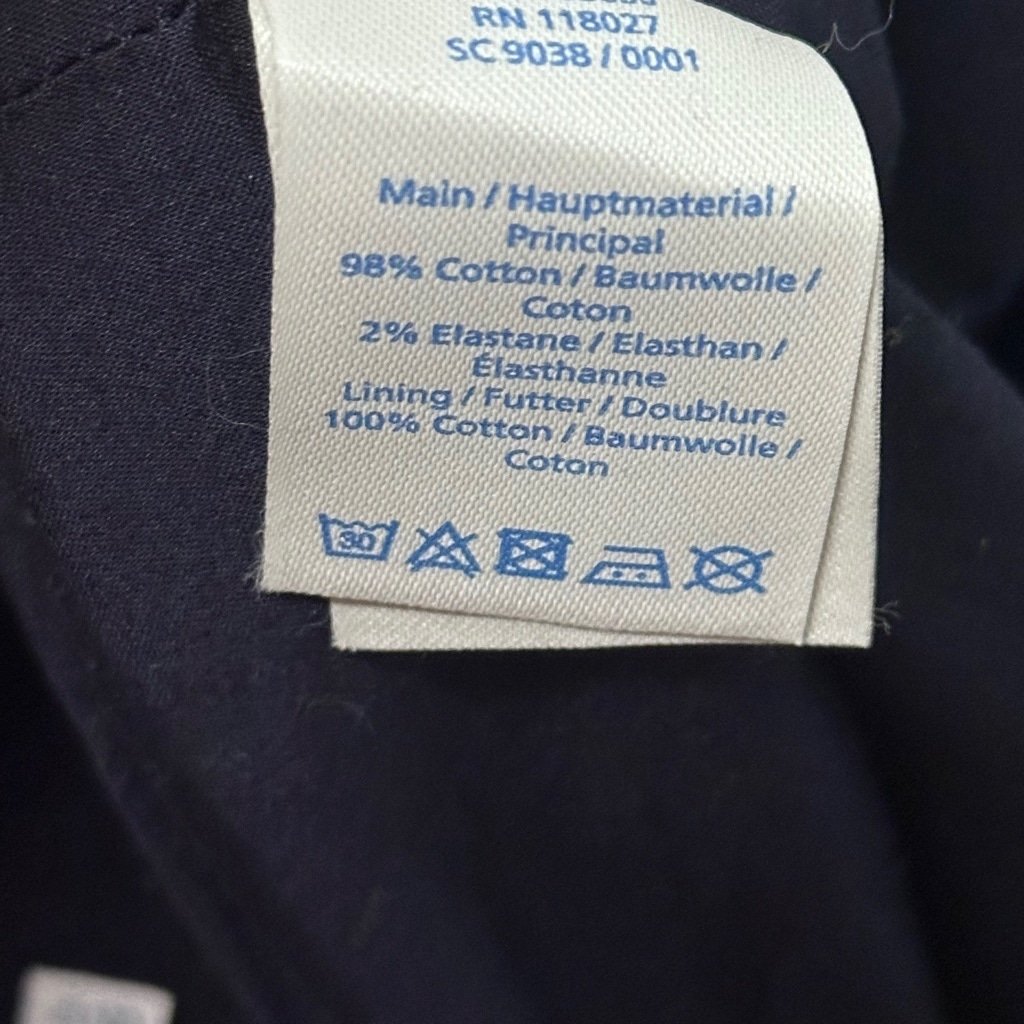 RN 118027
SC 9038 / 0001
Main / Hauptmaterial /
Principal
98% Cotton / Baumwolle /
Coton
2% Elastane / Elasthan /
Élasthanne
Lining / Futter / Doublure
100% Cotton / Baumwolle /
Coton
30